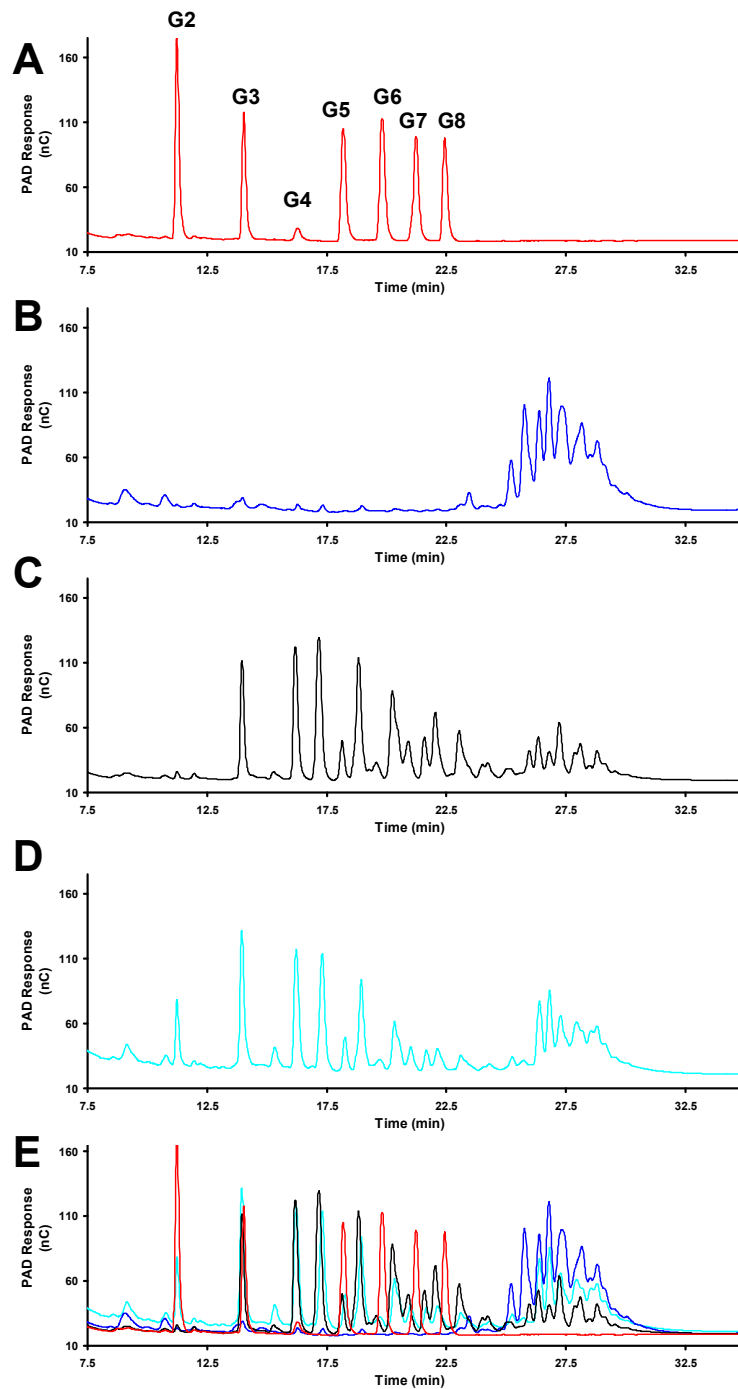 A
G2
G3
G4
G5
G6
G7
G8
PAD Response
(nC)
160
110
60
10
7.5 12.5 17.5 22.5 27.5 32.5
Time (min)
B
PAD Response
(nC)
160
110
60
10
7.5 12.5 17.5 22.5 27.5 32.5
Time (min)
C
PAD Response
(nC)
160
110
60
10
7.5 12.5 17.5 22.5 27.5 32.5
Time (min)
D
PAD Response
(nC)
160
110
60
10
7.5 12.5 17.5 22.5 27.5 32.5
Time (min)
E
PAD Response
(nC)
160
110
60
10
7.5 12.5 17.5 22.5 27.5 32.5
Time (min)